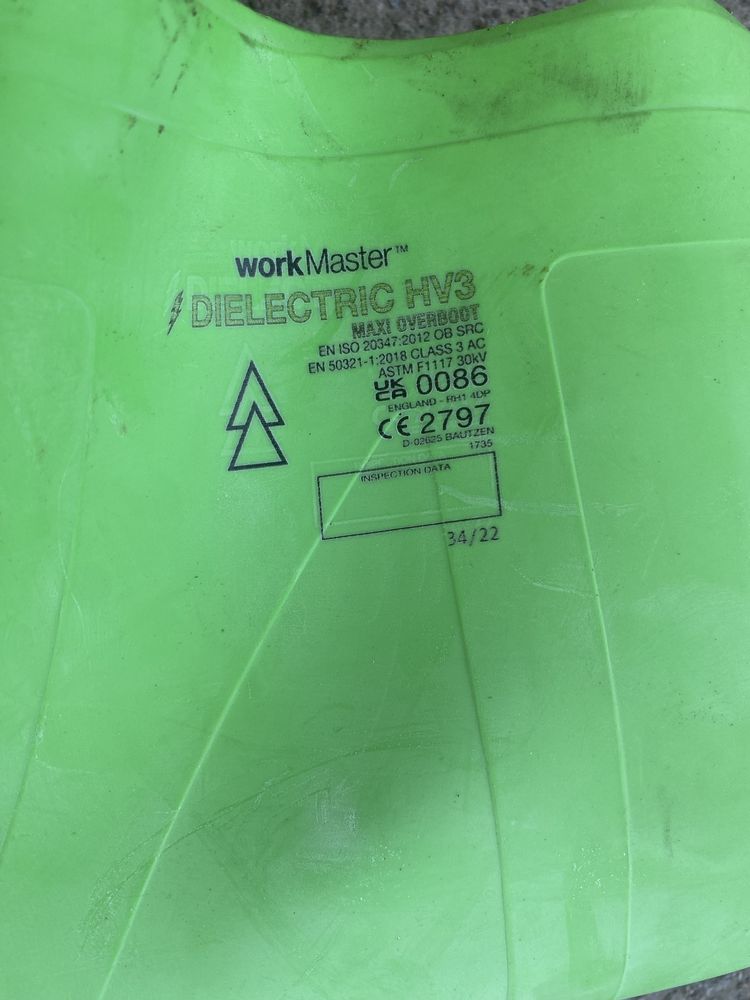 workMaster™
DIELECTRIC HV3
MAXI OVERBOOT
EN ISO 20347:2012 OB SRC
EN 50321-1:2018 CLASS 3 AC
ASTM F1117 30kV
UK CA 0086
ENGLAND - RH1 4DP
CE 2797
D-02625 BAUTZEN
1735
INSPECTION DATA
34/22